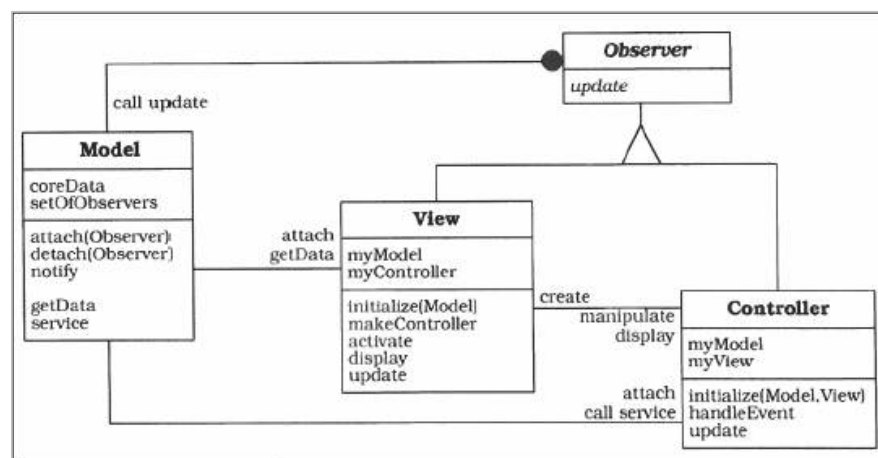 Observer
update
call update
Model
coreData
setOfObservers
attach(Observer)
detach(Observer)
notify
getData
service
attach
getData
View
myModel
myController
initialize(Model)
makeController
activate
display
update
create
manipulate
display
Controller
myModel
myView
attach
call service
initialize(Model,View)
handleEvent
update